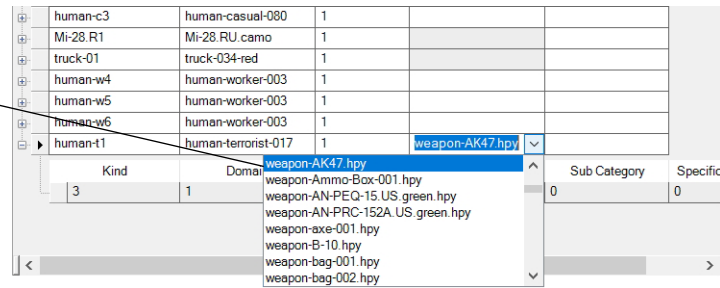 human-c3 human-casual-080 1
Mi-28.R1 Mi-28.RU.camo 1
truck-01 truck-034-red 1
human-w4 human-worker-003 1
human-w5 human-worker-003 1
human-w6 human-worker-003 1
human-t1 human-terrorist-017 1 weapon-AK47.hpy
weapon-AK47.hpy
Kind Domai Sub Category Specific
weapon-Ammo-Box-001.hpy
3 1 weapon-AN-PEQ-15.US.green.hpy 0 0
weapon-AN-PRC-152A.US.green.hpy
weapon-axe-001.hpy
weapon-B-10.hpy
weapon-bag-001.hpy
weapon-bag-002.hpy